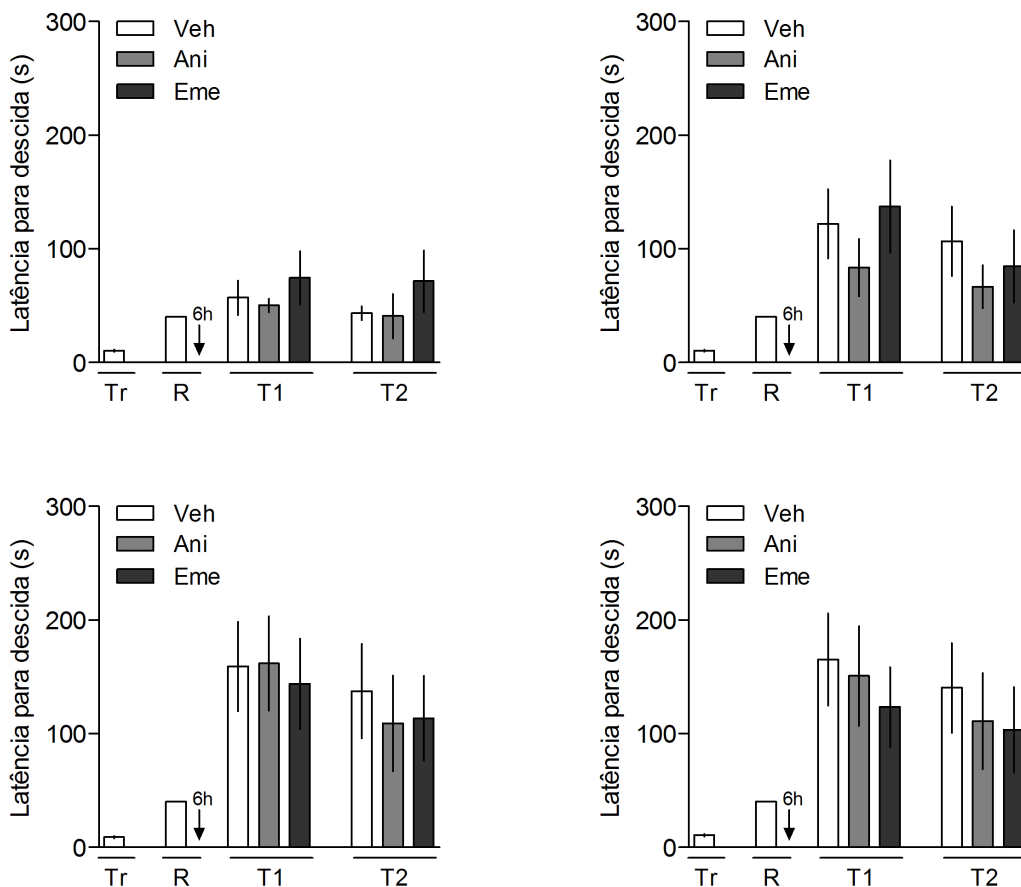 Latência para descida (s)
300
200
100
0
Veh
Ani
Eme
6h
Tr R T1 T2
Latência para descida (s)
300
200
100
0
Veh
Ani
Eme
6h
Tr R T1 T2
Latência para descida (s)
300
200
100
0
Veh
Ani
Eme
6h
Tr R T1 T2
Latência para descida (s)
300
200
100
0
Veh
Ani
Eme
6h
Tr R T1 T2